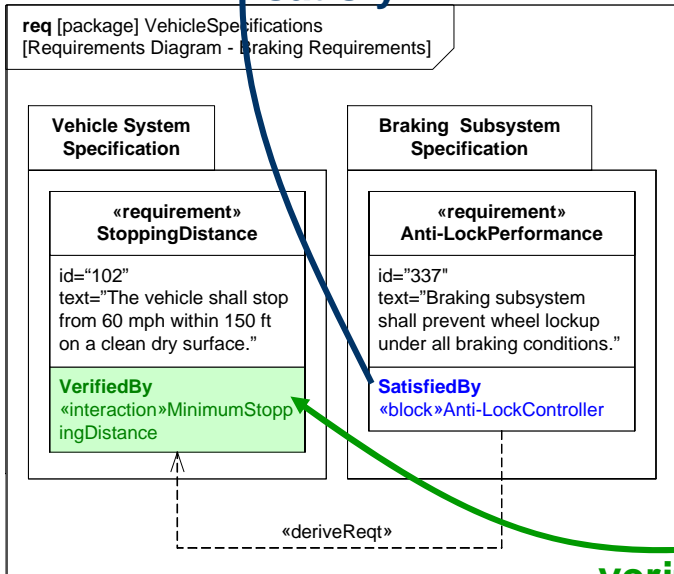 req [package] VehicleSpecifications
[Requirements Diagram - Braking Requirements]
Vehicle System
Specification
Braking Subsystem
Specification
«requirement»
StoppingDistance
id=“102”
text=”The vehicle shall stop
from 60 mph within 150 ft
on a clean dry surface.”
VerifiedBy
«interaction»MinimumStopp
ingDistance
«requirement»
Anti-LockPerformance
id=”337"
text=”Braking subsystem
shall prevent wheel lockup
under all braking conditions.”
SatisfiedBy
«block»Anti-LockController
«deriveReqt»